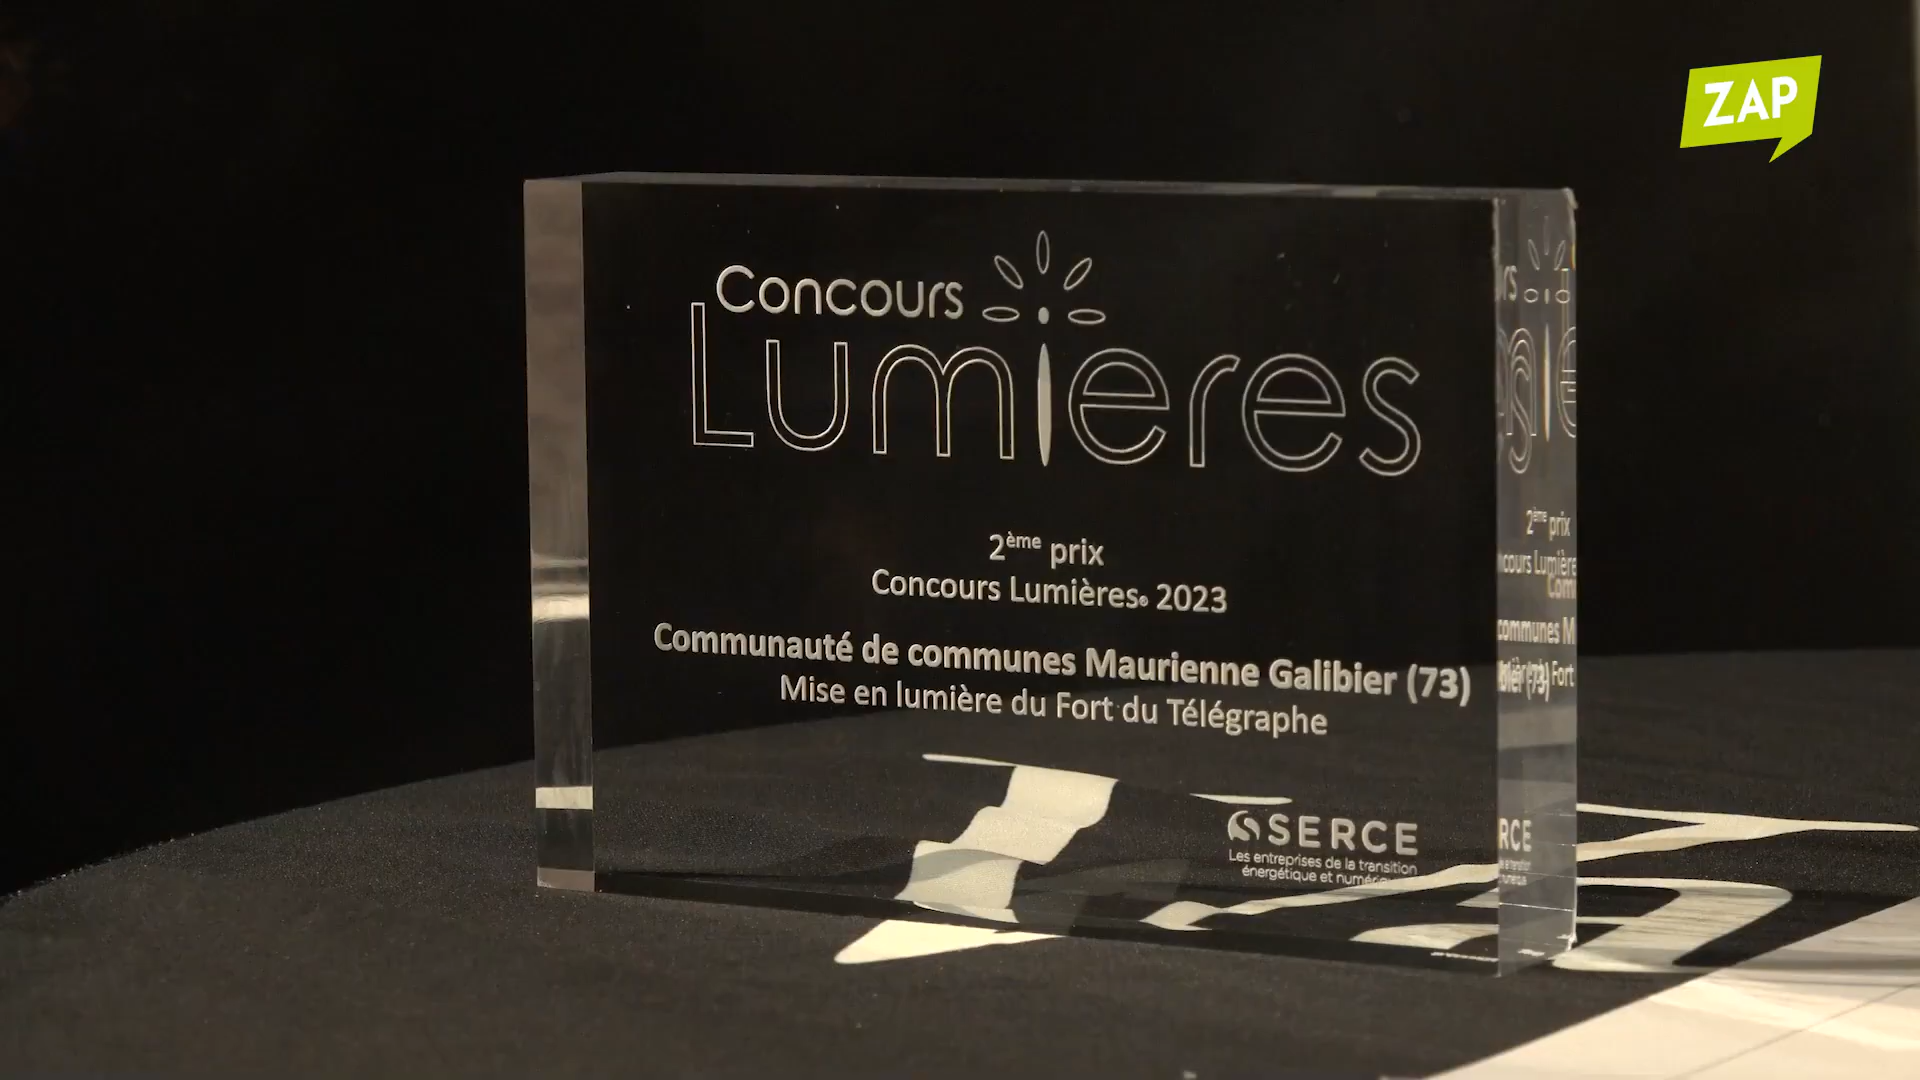 ZAP
Concours
Lumieres
2ème prix
Concours Lumières® 2023
Communauté de communes Maurienne Galibier (73)
Mise en lumière du Fort du Télégraphe
SERCE
Les entreprises de la transition
énergétique et